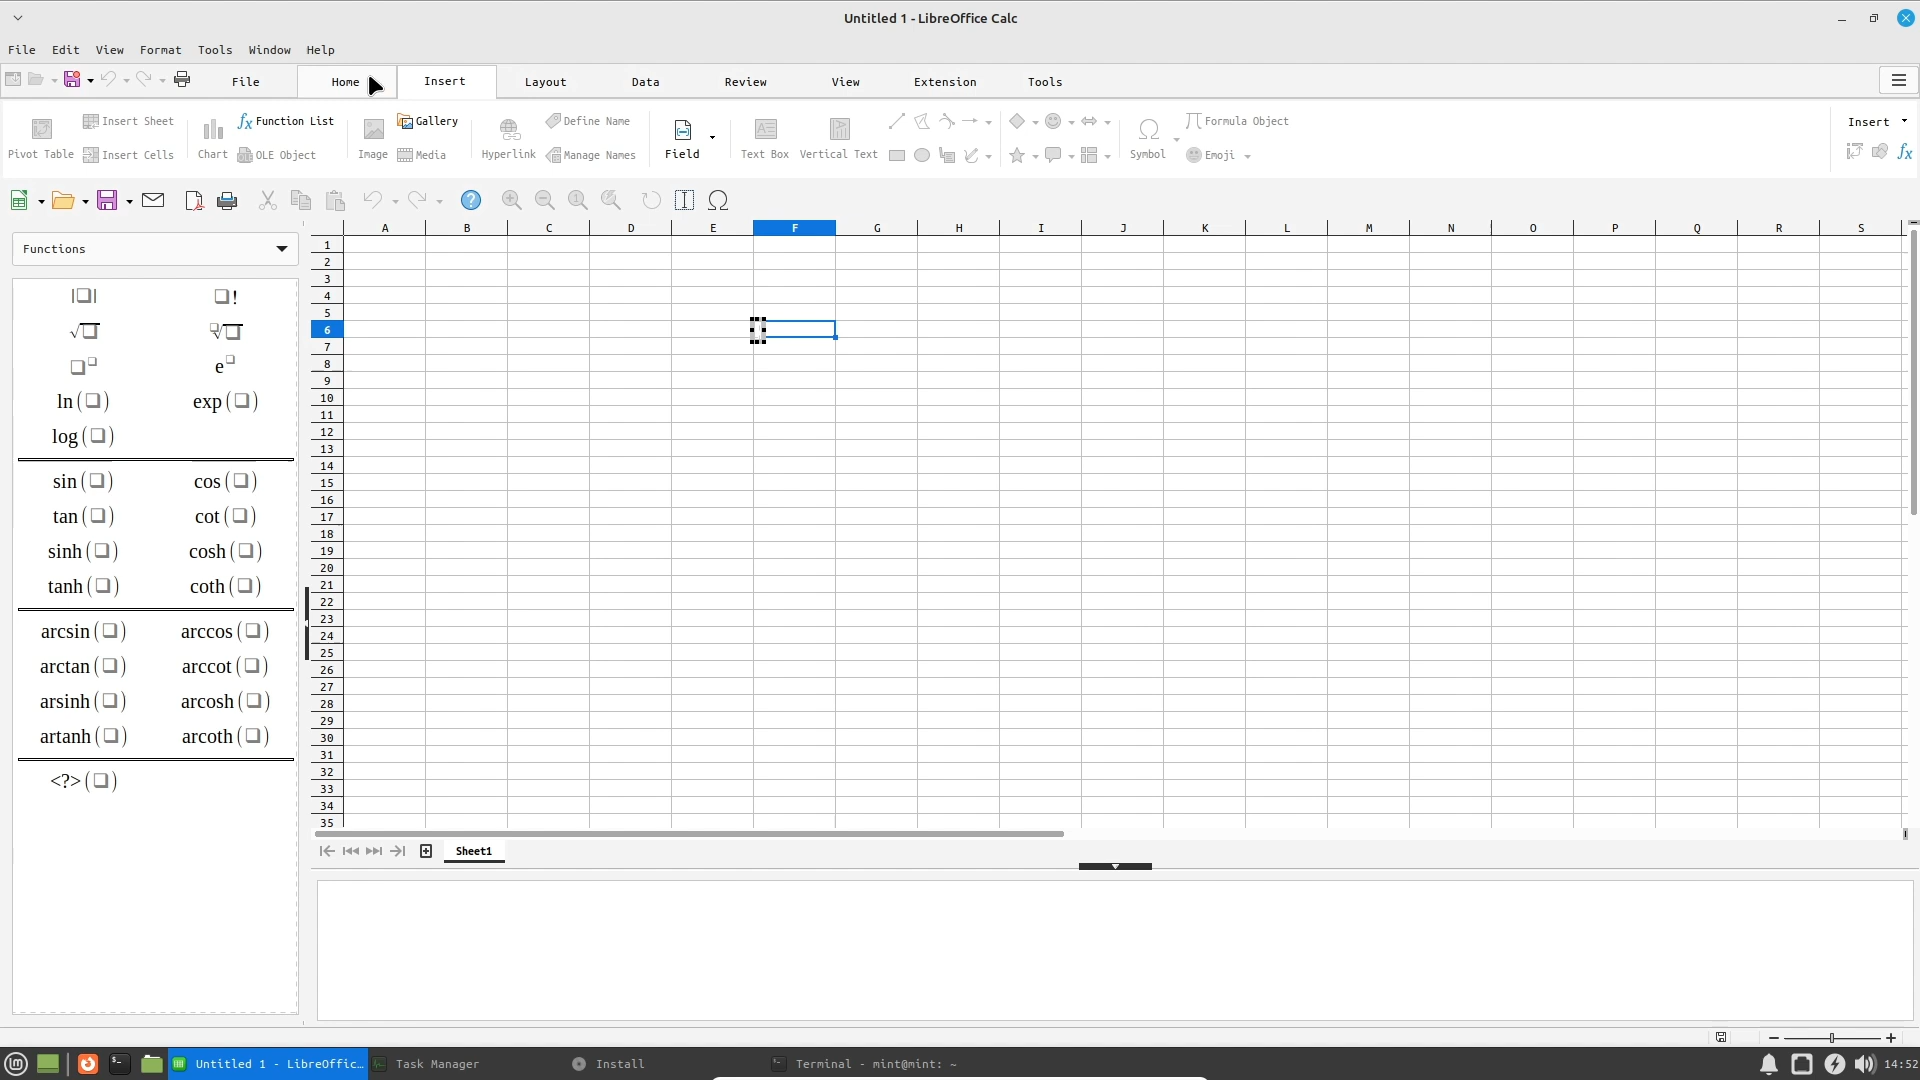 Untitled 1 - LibreOffice Calc
File Edit View Format Tools Window Help
File Home Insert Layout Data Review View Extension Tools
Insert Sheet Function List Gallery Define Name Formula Object Insert
Pivot Table Insert Cells Chart OLE Object Image Media Hyperlink Manage Names Field Text Box Vertical Text Symbol Emoji
Functions
A B C D E F G H I J K L M N O P Q R S
1
2
3
4
5
6
7
8
9
10
11
12
13
14
15
16
17
18
19
20
21
22
23
24
25
26
27
28
29
30
31
32
33
34
35
|❏| ❏!
√❏ ❏√❏
❏❏ e❏
ln(❏) exp(❏)
log(❏)
sin(❏) cos(❏)
tan(❏) cot(❏)
sinh(❏) cosh(❏)
tanh(❏) coth(❏)
arcsin(❏) arccos(❏)
arctan(❏) arccot(❏)
arsinh(❏) arcosh(❏)
artanh(❏) arcoth(❏)
<?>(❏)
Sheet1
Untitled 1 - LibreOffic... Task Manager Install Terminal - mint@mint: ~ 14:52